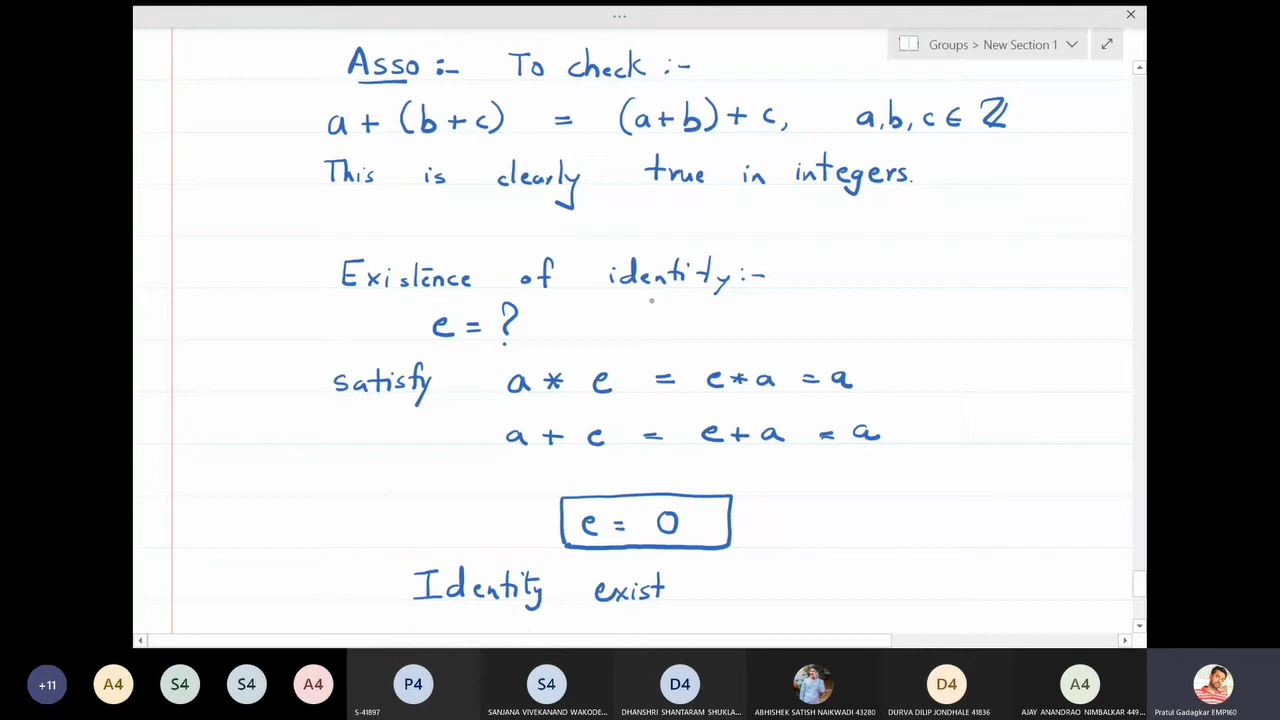 Groups > New Section 1
Asso :- To check :-
a + (b + c) = (a+b) + c, a, b, c ∈ ℤ
This is clearly true in integers.
Existence of identity :-
e = ?
satisfy a * e = e * a = a
a + e = e + a = a
e = 0
Identity exist
+11 A4 S4 S4 A4 P4 S4 D4 D4 A4
S-41897 SANJANA VIVEKANAND WAKODE... DHANSHRI SHANTARAM SHUKLA... ABHISHEK SATISH NAIKWADI 43280 DURVA DILIP JONDHALE 41836 AJAY ANANDRAO NIMBALKAR 449... Pratul Gadagkar EMP160